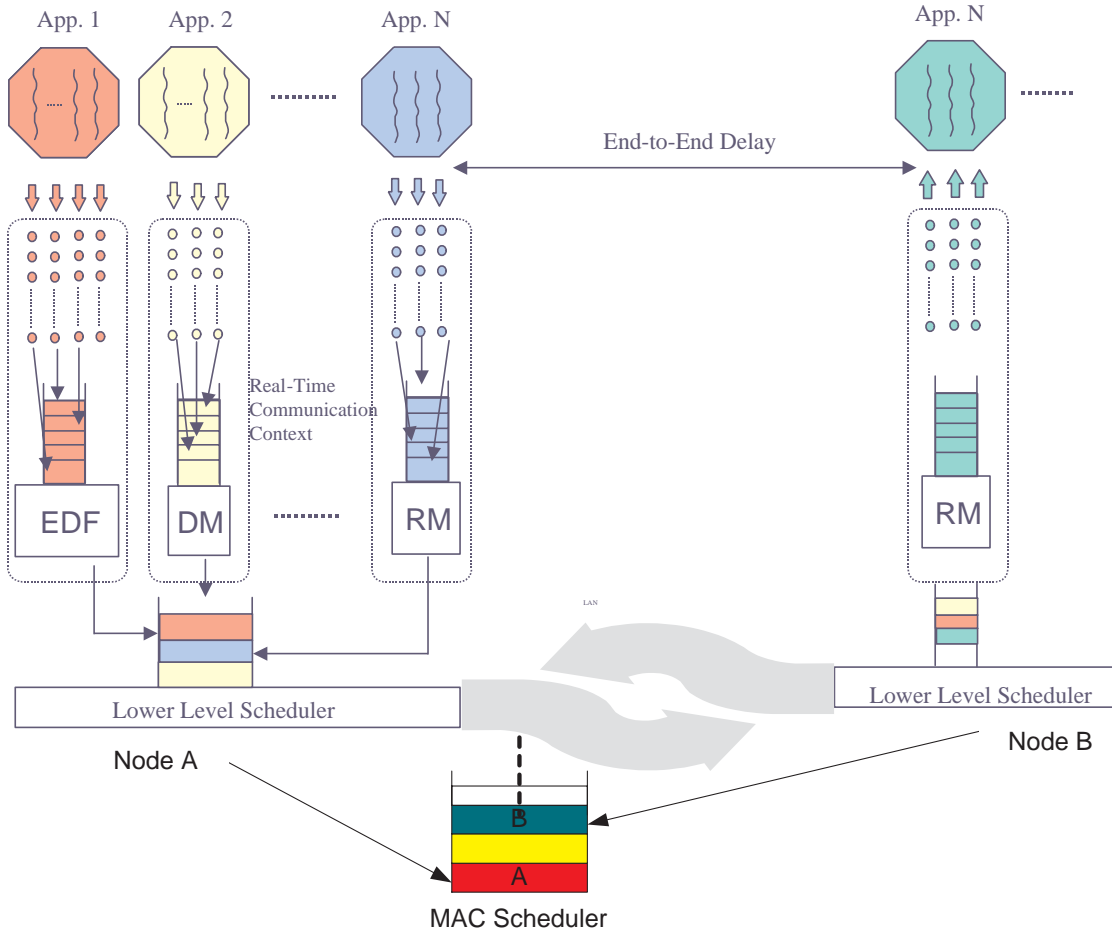 App. 1
App. 2
App. N
App. N
End-to-End Delay
Real-Time
Communication
Context
EDF
DM
RM
RM
LAN
Lower Level Scheduler
Lower Level Scheduler
Node A
Node B
B
A
MAC Scheduler